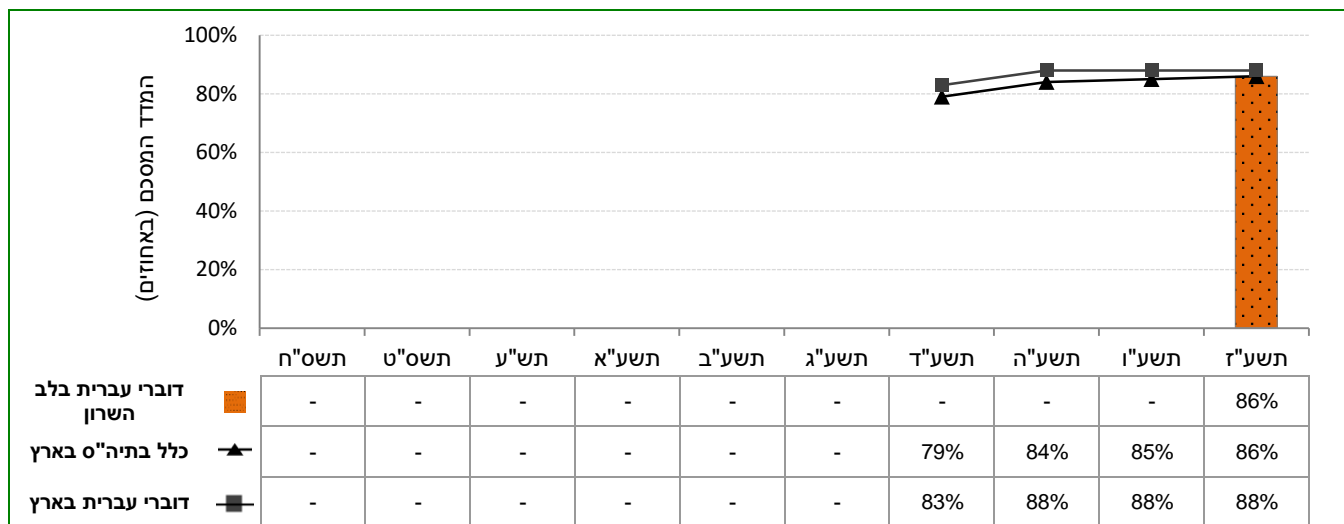 100%
80%
60%
40%
20%
0%
המדד המסכם (באחוזים)
תשס"ח תשס"ט תש"ע תשע"א תשע"ב תשע"ג תשע"ד תשע"ה תשע"ו תשע"ז
דוברי עברית בלב
השרון
- - - - - - - - - 86%
כלל בתיה"ס בארץ - - - - - - 79% 84% 85% 86%
דוברי עברית בארץ - - - - - - 83% 88% 88% 88%